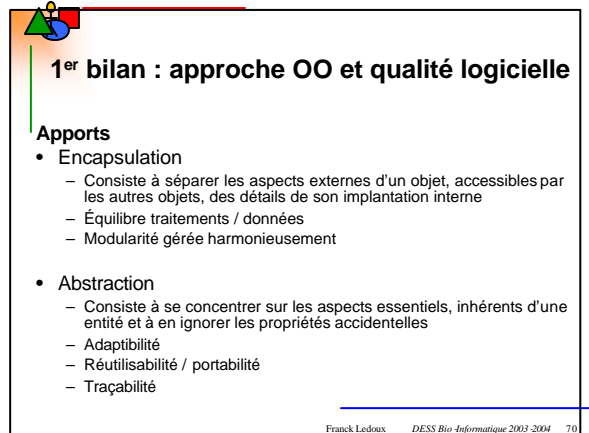 1er bilan : approche OO et qualité logicielle
Apports
• Encapsulation
– Consiste à séparer les aspects externes d'un objet, accessibles par
les autres objets, des détails de son implantation interne
– Équilibre traitements / données
– Modularité gérée harmonieusement
• Abstraction
– Consiste à se concentrer sur les aspects essentiels, inhérents d'une
entité et à en ignorer les propriétés accidentelles
– Adaptibilité
– Réutilisabilité / portabilité
– Traçabilité
Franck Ledoux DESS Bio-Informatique 2003-2004 70